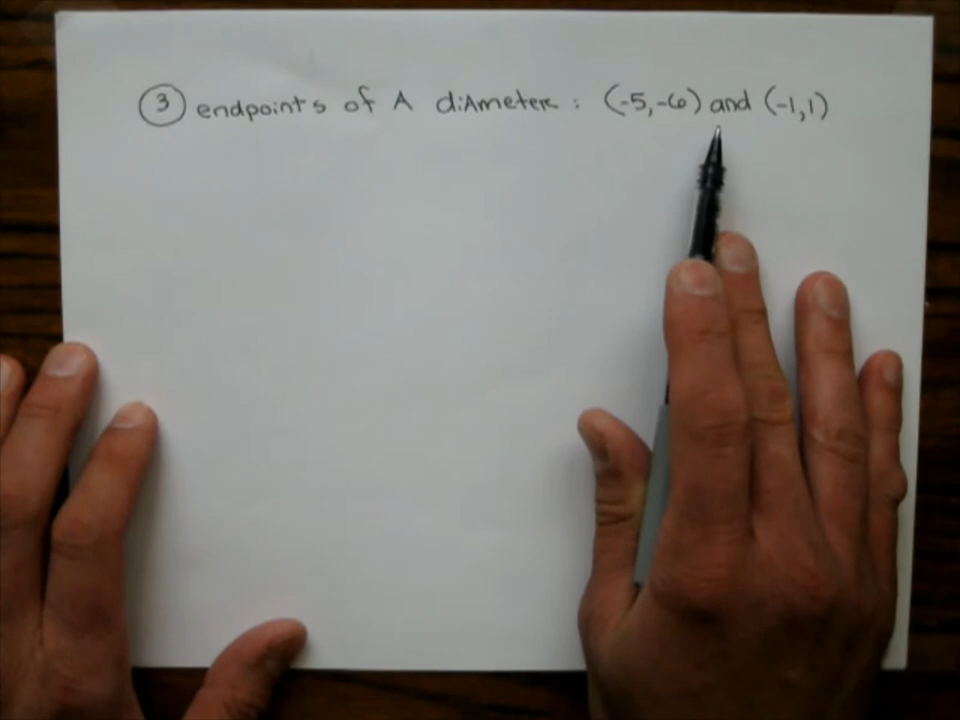 ③ endpoints of A diAmeter : (-5,-6) and (-1,1)